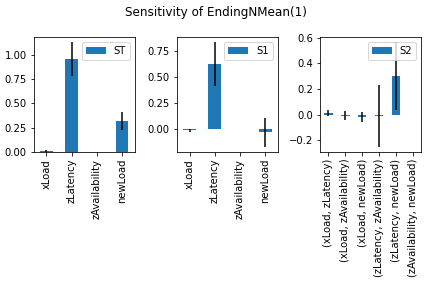 Sensitivity of EndingNMean(1)
ST
1.00
0.75
0.50
0.25
0.00
xLoad
zLatency
zAvailability
newLoad
S1
0.75
0.50
0.25
0.00
xLoad
zLatency
zAvailability
newLoad
S2
0.6
0.4
0.2
0.0
−0.2
(xLoad, zLatency)
(xLoad, zAvailability)
(xLoad, newLoad)
(zLatency, zAvailability)
(zLatency, newLoad)
(zAvailability, newLoad)